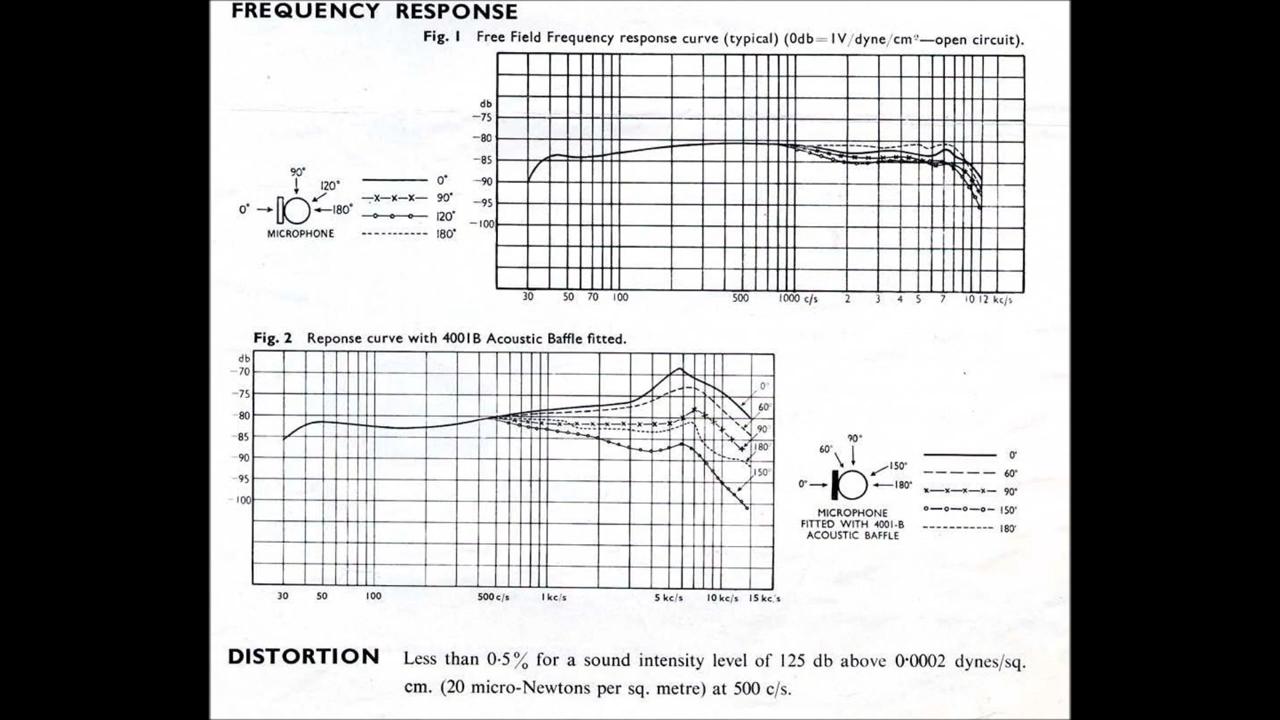 FREQUENCY RESPONSE
Fig. 1 Free Field Frequency response curve (typical) (0db=1V/dyne/cm²—open circuit).
db
−75
−80
−85
−90
−95
−100
30 50 70 100 500 1000 c/s 2 3 4 5 7 10 12 kc/s
90°
120°
0°
180°
MICROPHONE
0°
90°
120°
180°
Fig. 2 Reponse curve with 4001B Acoustic Baffle fitted.
db
−70
−75
−80
−85
−90
−95
−100
0°
60°
90°
180°
150°
30 50 100 500 c/s 1 kc/s 5 kc/s 10 kc/s 15 kc/s
90°
60°
150°
0°
180°
MICROPHONE
FITTED WITH 4001-B
ACOUSTIC BAFFLE
0°
60°
90°
150°
180°
DISTORTION Less than 0·5% for a sound intensity level of 125 db above 0·0002 dynes/sq.
cm. (20 micro-Newtons per sq. metre) at 500 c/s.